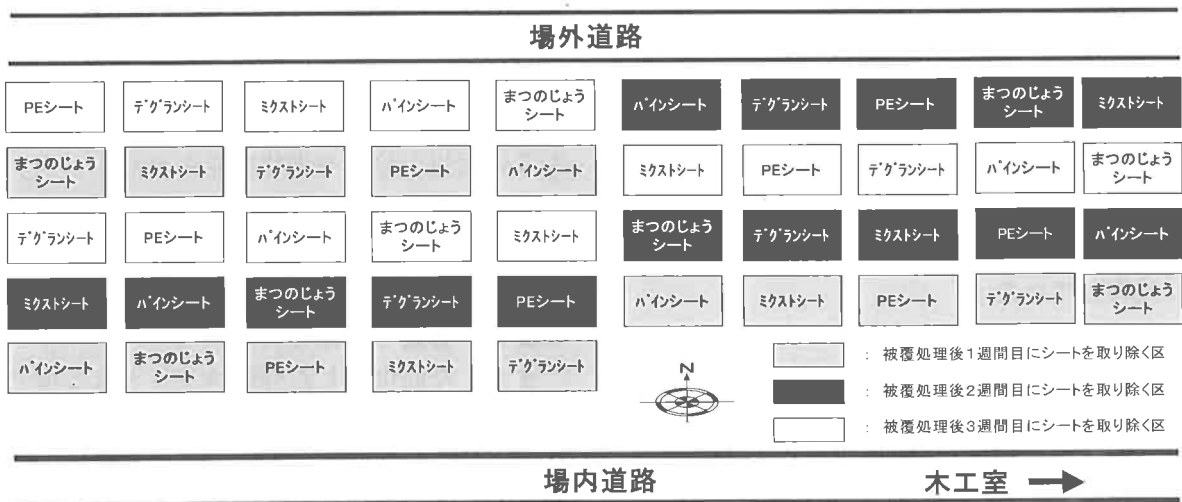 場外道路
PEシート デグランシート ミクストシート パインシート まつのじょうシート パインシート デグランシート PEシート まつのじょうシート ミクストシート
まつのじょうシート ミクストシート デグランシート PEシート パインシート ミクストシート PEシート デグランシート パインシート まつのじょうシート
デグランシート PEシート パインシート まつのじょうシート ミクストシート まつのじょうシート デグランシート ミクストシート PEシート パインシート
ミクストシート パインシート まつのじょうシート デグランシート PEシート パインシート ミクストシート PEシート デグランシート まつのじょうシート
パインシート まつのじょうシート PEシート ミクストシート デグランシート
N
: 被覆処理後1週間目にシートを取り除く区
: 被覆処理後2週間目にシートを取り除く区
: 被覆処理後3週間目にシートを取り除く区
場内道路 木工室